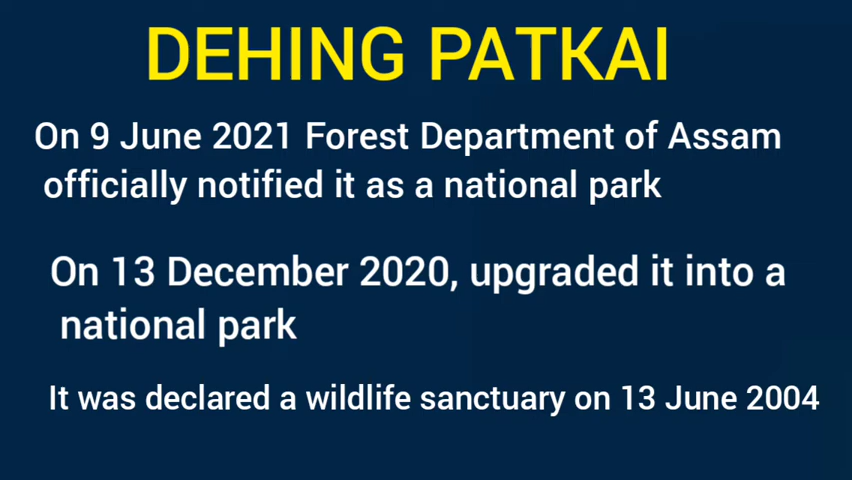 DEHING PATKAI
On 9 June 2021 Forest Department of Assam
officially notified it as a national park
On 13 December 2020, upgraded it into a
national park
It was declared a wildlife sanctuary on 13 June 2004